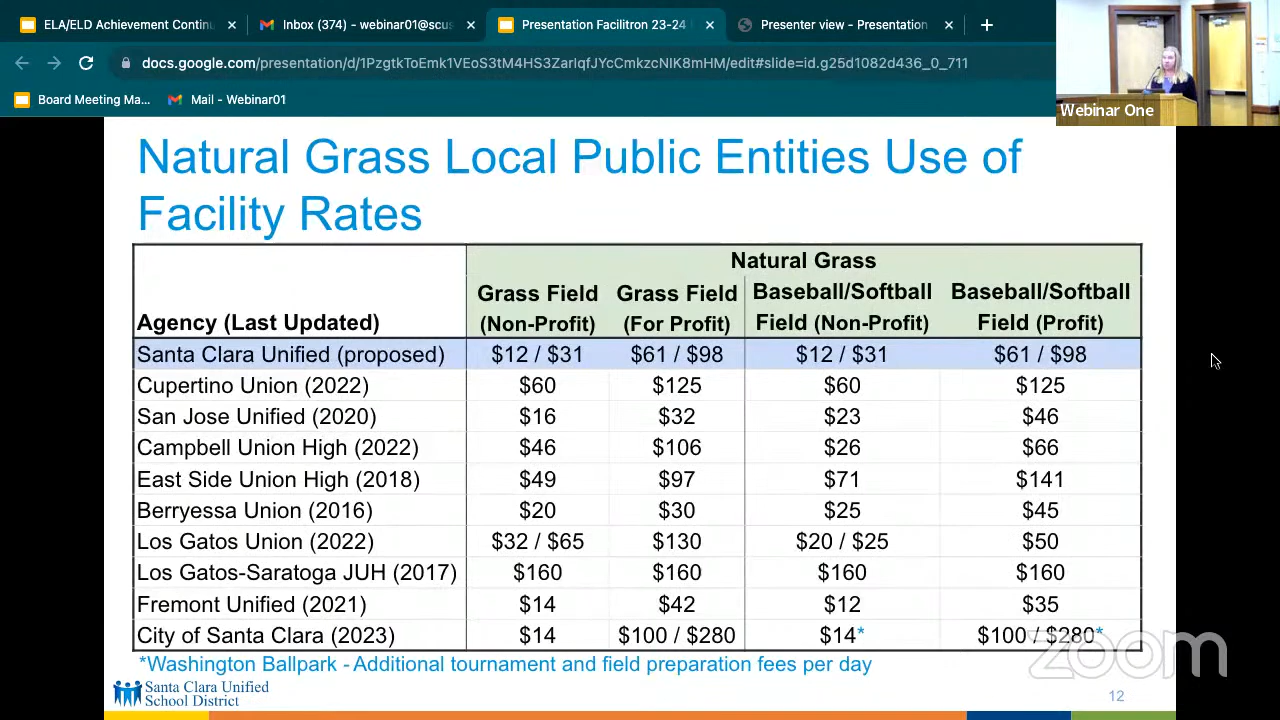 ELA/ELD Achievement Contin
Inbox (374) - webinar01@scus
Presentation Facilitron 23-24
Presenter view - Presentation
docs.google.com/presentation/d/1PzgtkToEmk1VEoS3tM4HS3ZarIqfJYcCmkzcNIK8mHM/edit#slide=id.g25d1082d436_0_711
Board Meeting Ma...
Mail - Webinar01
Webinar One
Natural Grass Local Public Entities Use of
Facility Rates
Natural Grass
Agency (Last Updated) Grass Field (Non-Profit) Grass Field (For Profit) Baseball/Softball Field (Non-Profit) Baseball/Softball Field (Profit)
Santa Clara Unified (proposed) $12 / $31 $61 / $98 $12 / $31 $61 / $98
Cupertino Union (2022) $60 $125 $60 $125
San Jose Unified (2020) $16 $32 $23 $46
Campbell Union High (2022) $46 $106 $26 $66
East Side Union High (2018) $49 $97 $71 $141
Berryessa Union (2016) $20 $30 $25 $45
Los Gatos Union (2022) $32 / $65 $130 $20 / $25 $50
Los Gatos-Saratoga JUH (2017) $160 $160 $160 $160
Fremont Unified (2021) $14 $42 $12 $35
City of Santa Clara (2023) $14 $100 / $280 $14* $100 / $280*
*Washington Ballpark - Additional tournament and field preparation fees per day
Santa Clara Unified
School District
12
zoom